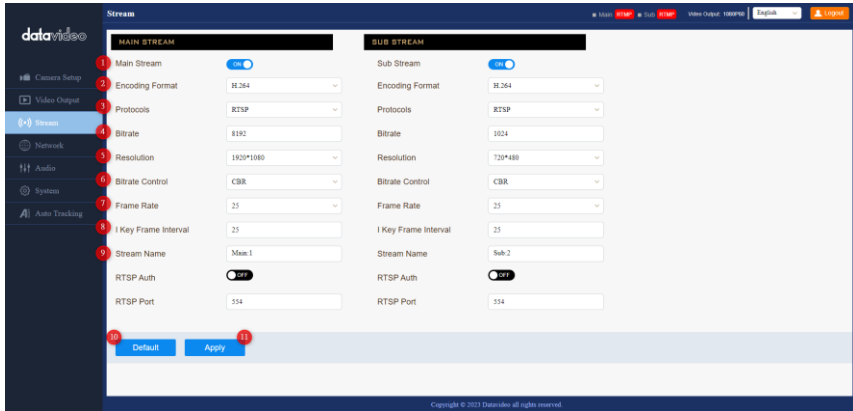 Stream
Main RTMP Sub RTMP Video Output 1080P60 English Logout
datavideo
MAIN STREAM SUB STREAM
1 Main Stream ON Sub Stream ON
2 Encoding Format H.264 Encoding Format H.264
3 Protocols RTSP Protocols RTSP
4 Bitrate 8192 Bitrate 1024
5 Resolution 1920*1080 Resolution 720*480
6 Bitrate Control CBR Bitrate Control CBR
7 Frame Rate 25 Frame Rate 25
8 I Key Frame Interval 25 I Key Frame Interval 25
9 Stream Name Main:1 Stream Name Sub:2
RTSP Auth OFF RTSP Auth OFF
RTSP Port 554 RTSP Port 554
Camera Setup
Video Output
Stream
Network
Audio
System
Auto Tracking
10 Default 11 Apply
Copyright © 2023 Datavideo all rights reserved.